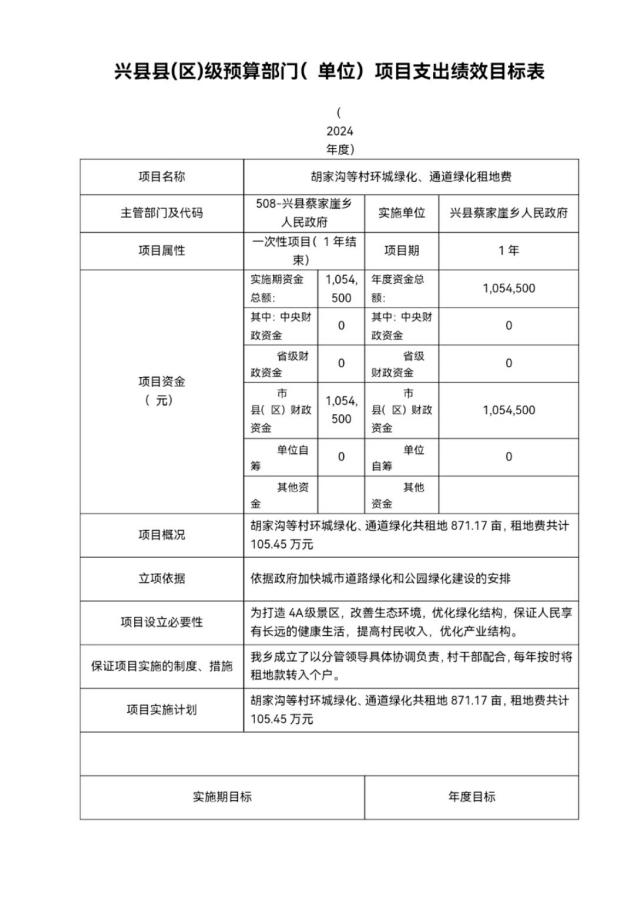 兴县县(区)级预算部门( 单位) 项目支出绩效目标表
(
2024
年度)
项目名称
胡家沟等村环城绿化、通道绿化租地费
主管部门及代码
508-兴县蔡家崖乡
人民政府
实施单位
兴县蔡家崖乡人民政府
项目属性
一次性项目( 1 年结
束)
项目期
1 年
项目资金
( 元)
实施期资金
总额:
1,054,
500
年度资金总
额:
1,054,500
其中: 中央财
政资金
0
其中: 中央财
政资金
0
省级财
政资金
0
省级
财政资金
0
市
县( 区) 财政
资金
1,054,
500
市
县( 区) 财政
资金
1,054,500
单位自
筹
0
单位
自筹
0
其他资
金
其他
资金
项目概况
胡家沟等村环城绿化、通道绿化共租地 871.17 亩, 租地费共计
105.45 万元
立项依据
依据政府加快城市道路绿化和公园绿化建设的安排
项目设立必要性
为打造 4A级景区, 改善生态环境, 优化绿化结构, 保证人民享
有长远的健康生活, 提高村民收入, 优化产业结构。
保证项目实施的制度、措施
我乡成立了以分管领导具体协调负责, 村干部配合, 每年按时将
租地款转入个户。
项目实施计划
胡家沟等村环城绿化、通道绿化共租地 871.17 亩, 租地费共计
105.45 万元
实施期目标
年度目标